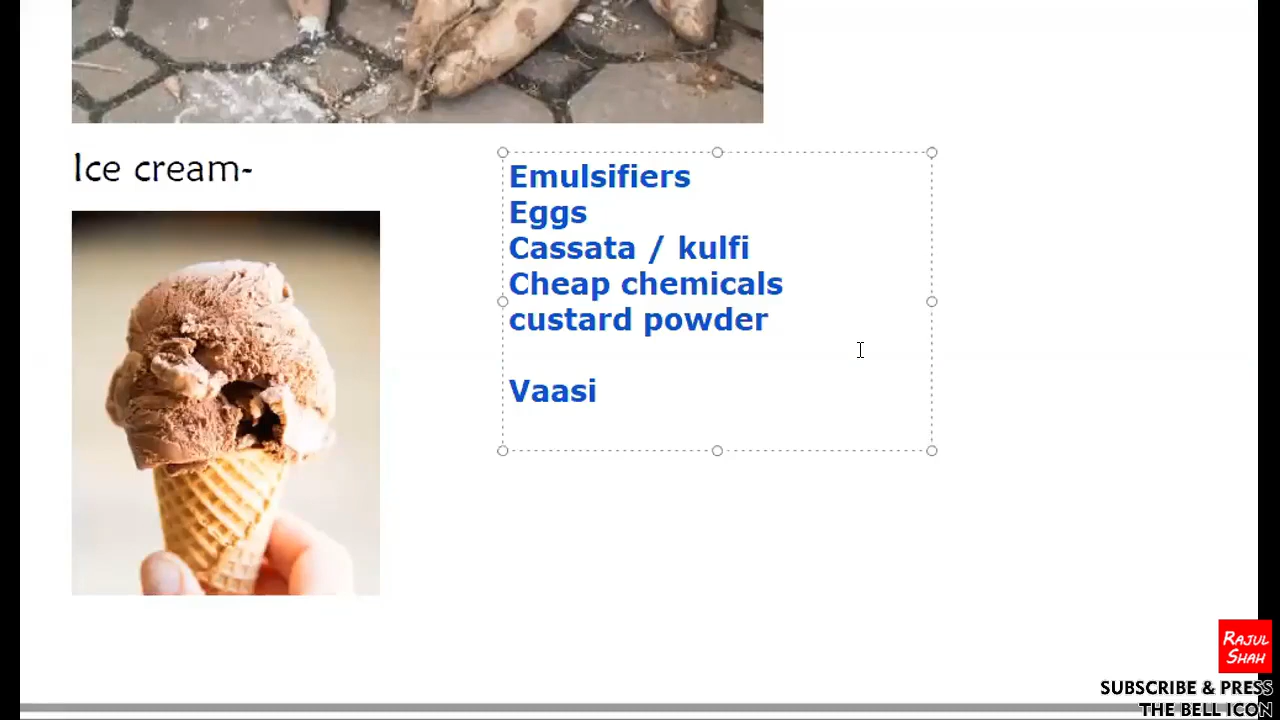 Ice cream-
Emulsifiers
Eggs
Cassata / kulfi
Cheap chemicals
custard powder
Vaasi
RAJUL
SHAH
SUBSCRIBE & PRESS
THE BELL ICON